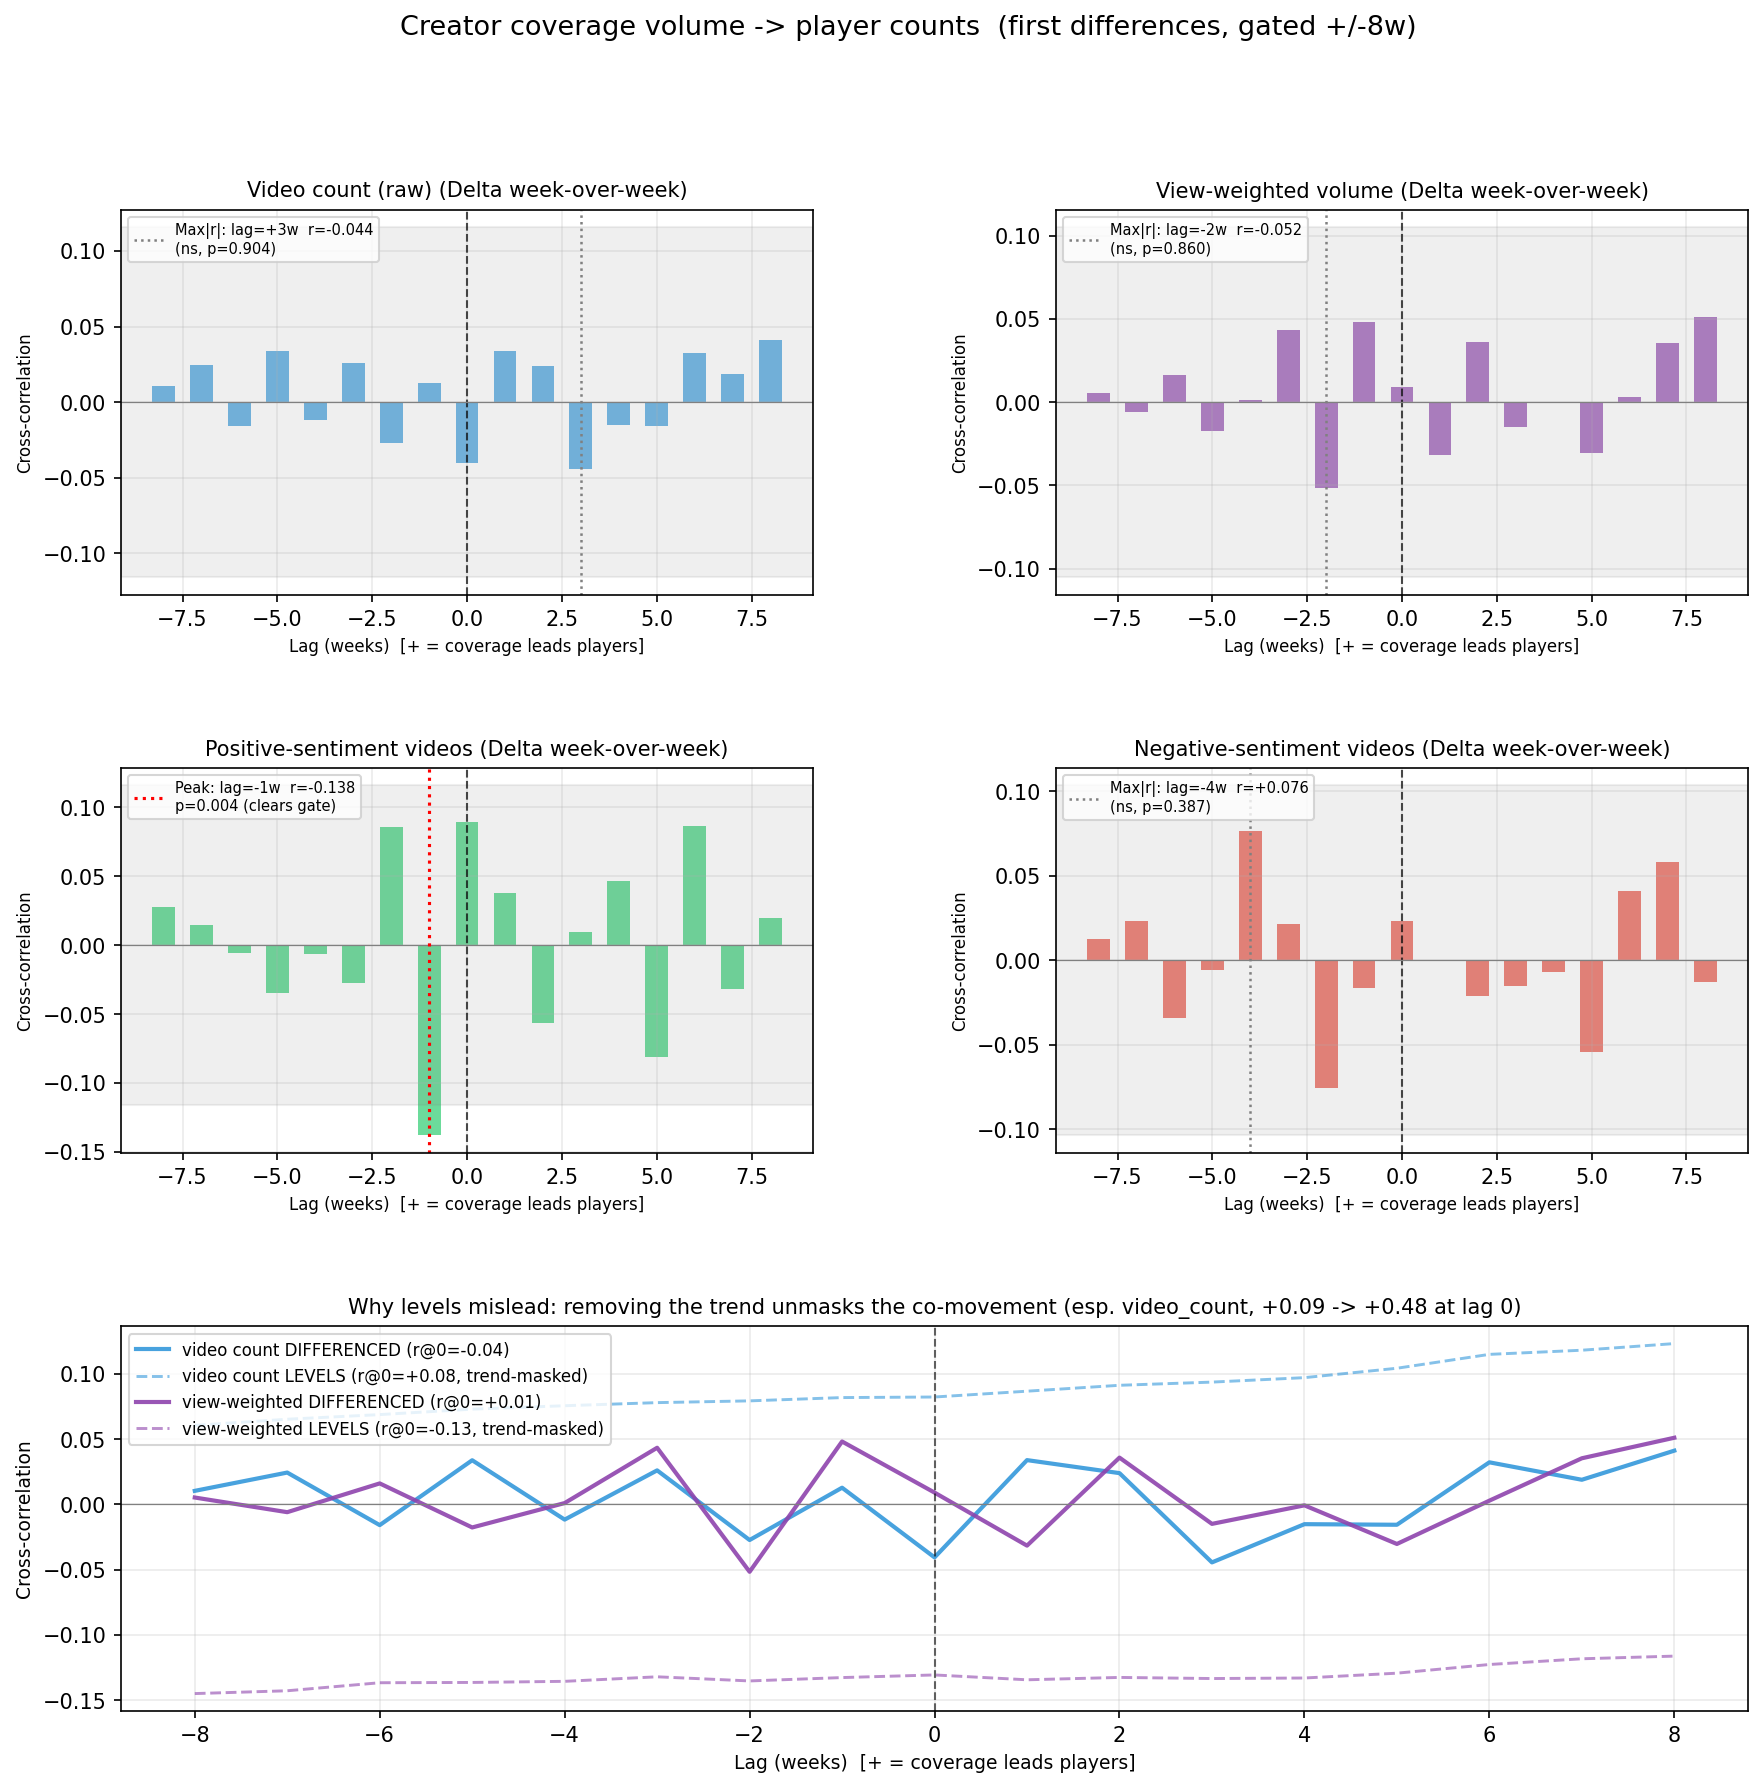 Creator coverage volume -> player counts  (first differences, gated +/-8w)
Video count (raw) (Delta week-over-week)
Max|r|: lag=+3w  r=-0.044
(ns, p=0.904)
Cross-correlation
0.10
0.05
0.00
−0.05
−0.10
−7.5 −5.0 −2.5 0.0 2.5 5.0 7.5
Lag (weeks)  [+ = coverage leads players]
View-weighted volume (Delta week-over-week)
Max|r|: lag=-2w  r=-0.052
(ns, p=0.860)
Cross-correlation
0.10
0.05
0.00
−0.05
−0.10
−7.5 −5.0 −2.5 0.0 2.5 5.0 7.5
Lag (weeks)  [+ = coverage leads players]
Positive-sentiment videos (Delta week-over-week)
Peak: lag=-1w  r=-0.138
p=0.004 (clears gate)
Cross-correlation
0.10
0.05
0.00
−0.05
−0.10
−0.15
−7.5 −5.0 −2.5 0.0 2.5 5.0 7.5
Lag (weeks)  [+ = coverage leads players]
Negative-sentiment videos (Delta week-over-week)
Max|r|: lag=-4w  r=+0.076
(ns, p=0.387)
Cross-correlation
0.10
0.05
0.00
−0.05
−0.10
−7.5 −5.0 −2.5 0.0 2.5 5.0 7.5
Lag (weeks)  [+ = coverage leads players]
Why levels mislead: removing the trend unmasks the co-movement (esp. video_count, +0.09 -> +0.48 at lag 0)
video count DIFFERENCED (r@0=-0.04)
video count LEVELS (r@0=+0.08, trend-masked)
view-weighted DIFFERENCED (r@0=+0.01)
view-weighted LEVELS (r@0=-0.13, trend-masked)
Cross-correlation
0.10
0.05
0.00
−0.05
−0.10
−0.15
−8 −6 −4 −2 0 2 4 6 8
Lag (weeks)  [+ = coverage leads players]